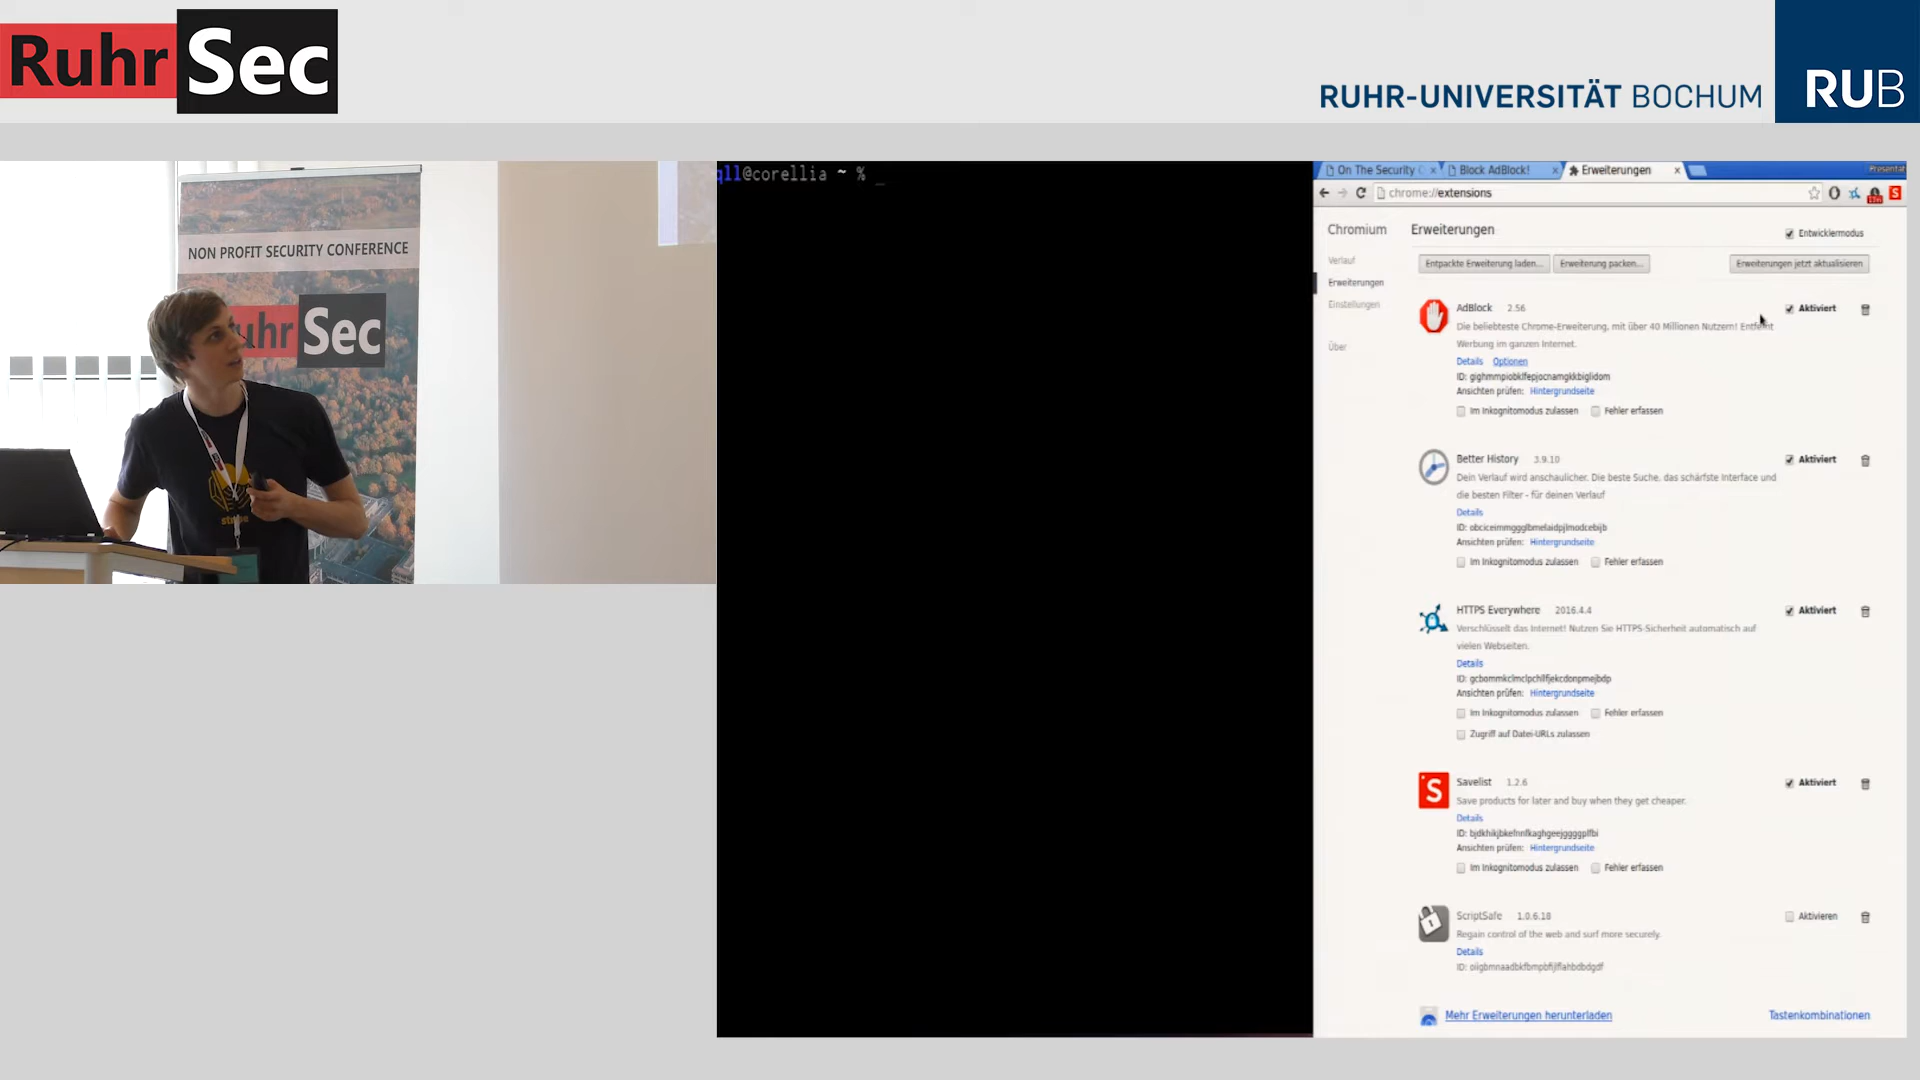 Ruhr Sec
RUHR-UNIVERSITÄT BOCHUM RUB
NON PROFIT SECURITY CONFERENCE
uhr Sec
qll@corellia ~ % _
On The Security
Block AdBlock!
Erweiterungen
chrome://extensions
Chromium
Verlauf
Erweiterungen
Einstellungen
Über
Erweiterungen
Entwicklermodus
Entpackte Erweiterung laden...
Erweiterung packen...
Erweiterungen jetzt aktualisieren
AdBlock 2.56
Aktiviert
Die beliebteste Chrome-Erweiterung, mit über 40 Millionen Nutzern! Entfernt
Werbung im ganzen Internet.
Details Optionen
ID: gighmmpiobklfepjocnamgkkbiglidom
Ansichten prüfen: Hintergrundseite
Im Inkognitomodus zulassen Fehler erfassen
Better History 3.9.10
Aktiviert
Dein Verlauf wird anschaulicher. Die beste Suche, das schärfste Interface und
die besten Filter - für deinen Verlauf
Details
ID: obciceimmggglbmelaidpjlmodcebijb
Ansichten prüfen: Hintergrundseite
Im Inkognitomodus zulassen Fehler erfassen
HTTPS Everywhere 2016.4.4
Aktiviert
Verschlüsselt das Internet! Nutzen Sie HTTPS-Sicherheit automatisch auf
vielen Webseiten.
Details
ID: gcbommkclmclpchllfjekcdonpmejbdp
Ansichten prüfen: Hintergrundseite
Im Inkognitomodus zulassen Fehler erfassen
Zugriff auf Datei-URLs zulassen
Savelist 1.2.6
Aktiviert
Save products for later and buy when they get cheaper.
Details
ID:
Ansichten prüfen: Hintergrundseite
Im Inkognitomodus zulassen Fehler erfassen
ScriptSafe 1.0.6.18
Aktivieren
Regain control of the web and surf more securely.
Details
ID: oiigbmnaadbkfbmpbfijlflahbdbdgdf
Mehr Erweiterungen herunterladen
Tastenkombinationen